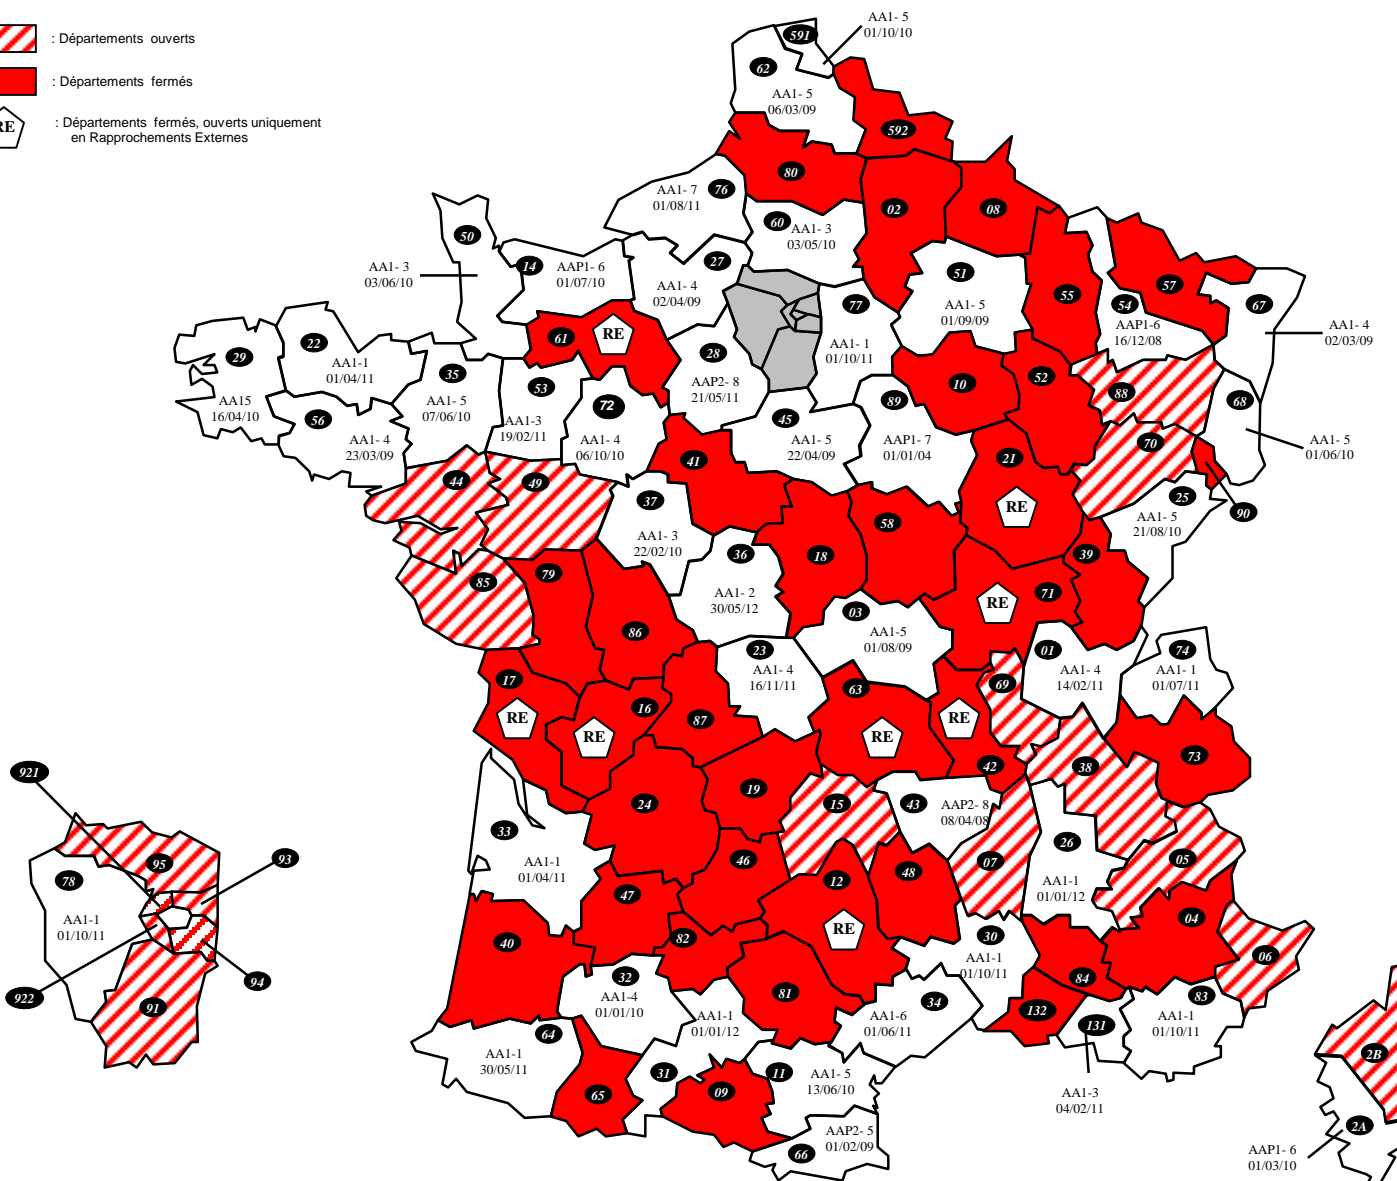 : Départements ouverts
: Départements fermés
RE
: Départements fermés, ouverts uniquement
en Rapprochements Externes
591
AA1- 5
01/10/10
62
AA1- 5
06/03/09
592
80
76
AA1- 7
01/08/11
02
08
60
AA1- 3
03/05/10
50
AA1- 3
03/06/10
14
AAP1- 6
01/07/10
27
AA1- 4
02/04/09
51
AA1- 5
01/09/09
55
57
54
AAP1-6
16/12/08
67
AA1- 4
02/03/09
77
AA1- 1
01/10/11
61
RE
29
AA15
16/04/10
22
AA1-1
01/04/11
35
AA1- 5
07/06/10
53
AA1-3
19/02/11
28
AAP2- 8
21/05/11
10
52
88
68
AA1- 5
01/06/10
56
AA1- 4
23/03/09
72
AA1- 4
06/10/10
45
AA1- 5
22/04/09
89
AAP1- 7
01/01/04
70
41
21
RE
44
49
37
AA1- 3
22/02/10
25
AA1- 5
21/08/10
90
58
18
36
AA1- 2
30/05/12
39
85
79
71
RE
03
AA1-5
01/08/09
86
23
AA1- 4
16/11/11
01
AA1- 4
14/02/11
74
AA1- 1
01/07/11
17
RE
16
RE
87
63
RE
69
RE
42
73
38
921
24
19
15
43
AAP2- 8
08/04/08
33
AA1-1
01/04/11
26
AA1-1
01/01/12
05
95
93
78
AA1-1
01/10/11
46
12
RE
48
07
47
04
40
82
30
AA1-1
01/10/11
06
922
94
91
32
AA1-4
01/01/10
81
34
AA1-6
01/06/11
84
132
83
AA1-1
01/10/11
131
AA1-3
04/02/11
64
AA1-1
30/05/11
AA1-1
01/01/12
31
65
09
11
AA1- 5
13/06/10
66
AAP2- 5
01/02/09
2B
2A
AAP1- 6
01/03/10